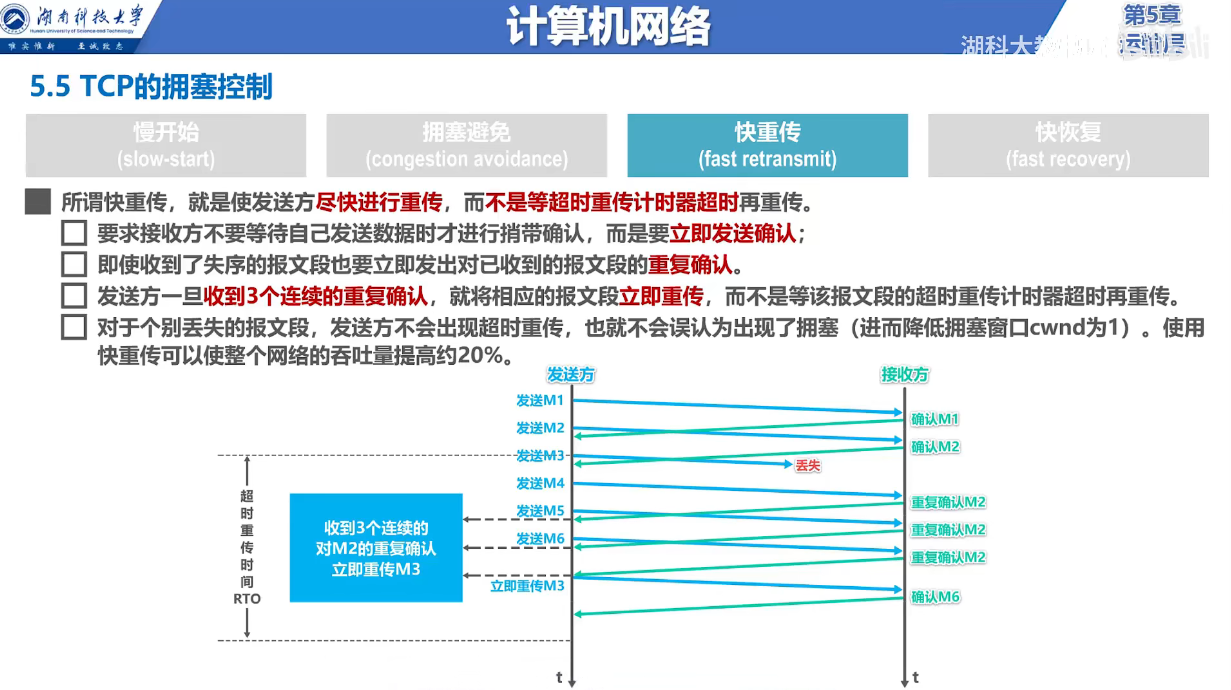 湖南科技大学
Hunan University of Science and Technology
唯实惟新 至诚致志
计算机网络
第5章
运输层
湖科大教书匠
bilibili
5.5 TCP的拥塞控制
慢开始
(slow-start)
拥塞避免
(congestion avoidance)
快重传
(fast retransmit)
快恢复
(fast recovery)
所谓快重传，就是使发送方尽快进行重传，而不是等超时重传计时器超时再重传。
要求接收方不要等待自己发送数据时才进行捎带确认，而是要立即发送确认；
即使收到了失序的报文段也要立即发出对已收到的报文段的重复确认。
发送方一旦收到3个连续的重复确认，就将相应的报文段立即重传，而不是等该报文段的超时重传计时器超时再重传。
对于个别丢失的报文段，发送方不会出现超时重传，也就不会误认为出现了拥塞（进而降低拥塞窗口cwnd为1）。使用
快重传可以使整个网络的吞吐量提高约20%。
发送方
接收方
发送M1
确认M1
发送M2
确认M2
发送M3
丢失
发送M4
重复确认M2
发送M5
重复确认M2
发送M6
重复确认M2
立即重传M3
确认M6
超时重传时间
RTO
收到3个连续的
对M2的重复确认
立即重传M3
t
t